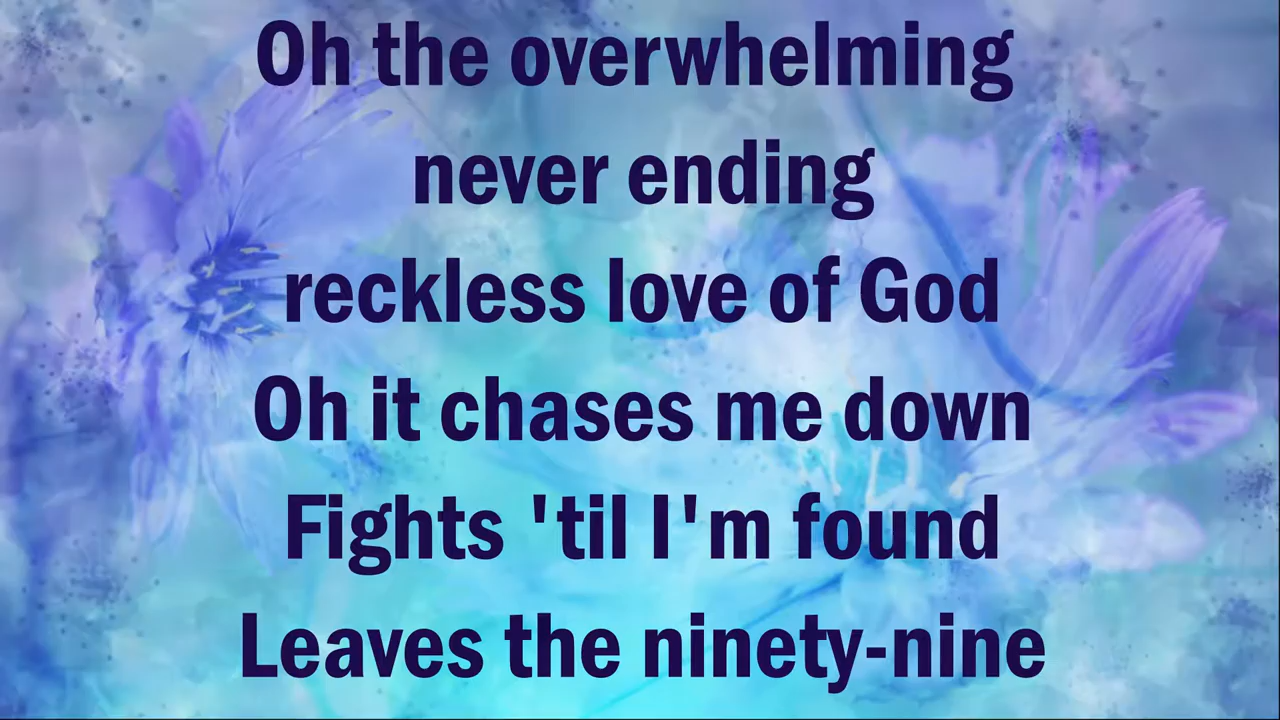 Oh the overwhelming
never ending
reckless love of God
Oh it chases me down
Fights 'til I'm found
Leaves the ninety-nine